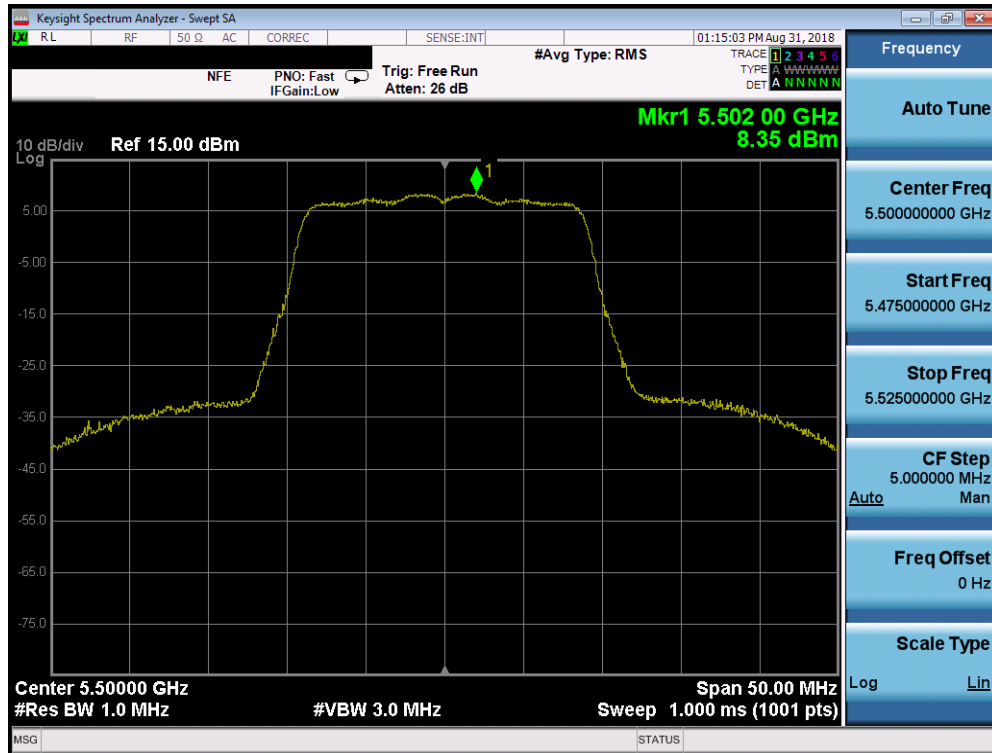 Keysight Spectrum Analyzer - Swept SA
LXI RL RF 50 Ω AC CORREC SENSE:INT 01:15:03 PM Aug 31, 2018
#Avg Type: RMS TRACE 1 2 3 4 5 6
NFE PNO: Fast Trig: Free Run TYPE A WWWWW
IFGain:Low Atten: 26 dB DET A N N N N N
Mkr1 5.502 00 GHz
8.35 dBm
10 dB/div Ref 15.00 dBm
Log
1
5.00
-5.00
-15.0
-25.0
-35.0
-45.0
-55.0
-65.0
-75.0
Center 5.50000 GHz Span 50.00 MHz
#Res BW 1.0 MHz #VBW 3.0 MHz Sweep 1.000 ms (1001 pts)
MSG STATUS
Frequency
Auto Tune
Center Freq
5.500000000 GHz
Start Freq
5.475000000 GHz
Stop Freq
5.525000000 GHz
CF Step
5.000000 MHz
Auto Man
Freq Offset
0 Hz
Scale Type
Log Lin